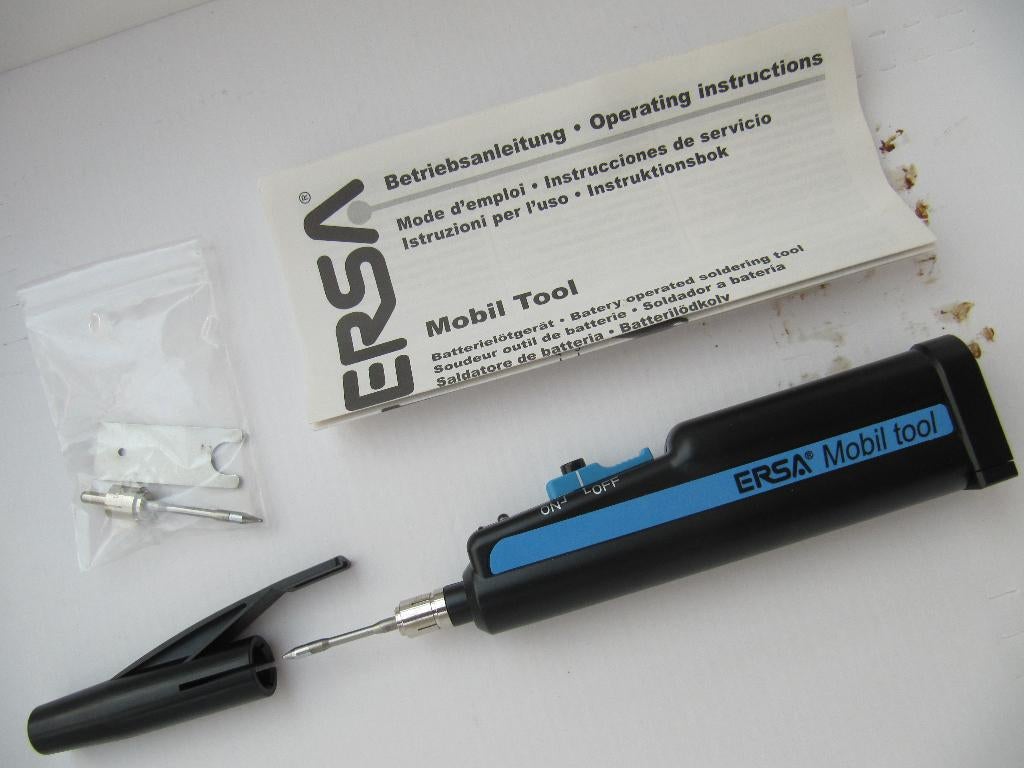 ERSA®
Betriebsanleitung • Operating instructions
Mode d'emploi • Instrucciones de servicio
Istruzioni per l'uso • Instruktionsbok
Mobil Tool
Batterielötgerät • Batery operated soldering tool
Soudeur outil de batterie • Soldador a bateria
Saldatore de batteria • Batterilödkolv
ON OFF
ERSA® Mobil tool